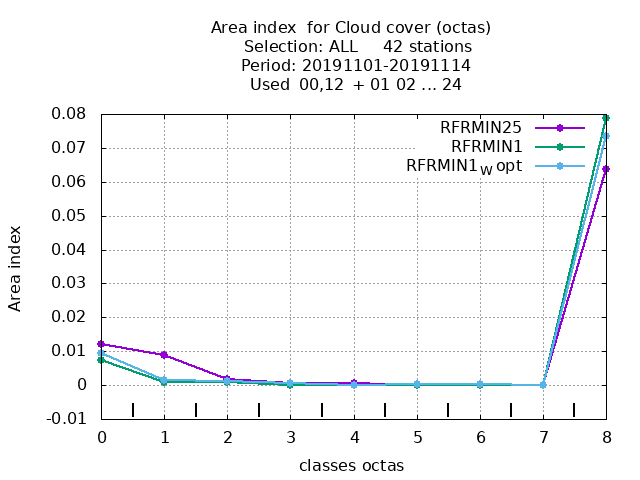 Area index  for Cloud cover (octas)
Selection: ALL     42 stations
Period: 20191101-20191114
Used  00,12  + 01 02 ... 24
RFRMIN25
RFRMIN1
RFRMIN1W opt
0.08
0.07
0.06
0.05
0.04
0.03
0.02
0.01
0
-0.01
Area index
0 1 2 3 4 5 6 7 8
classes octas